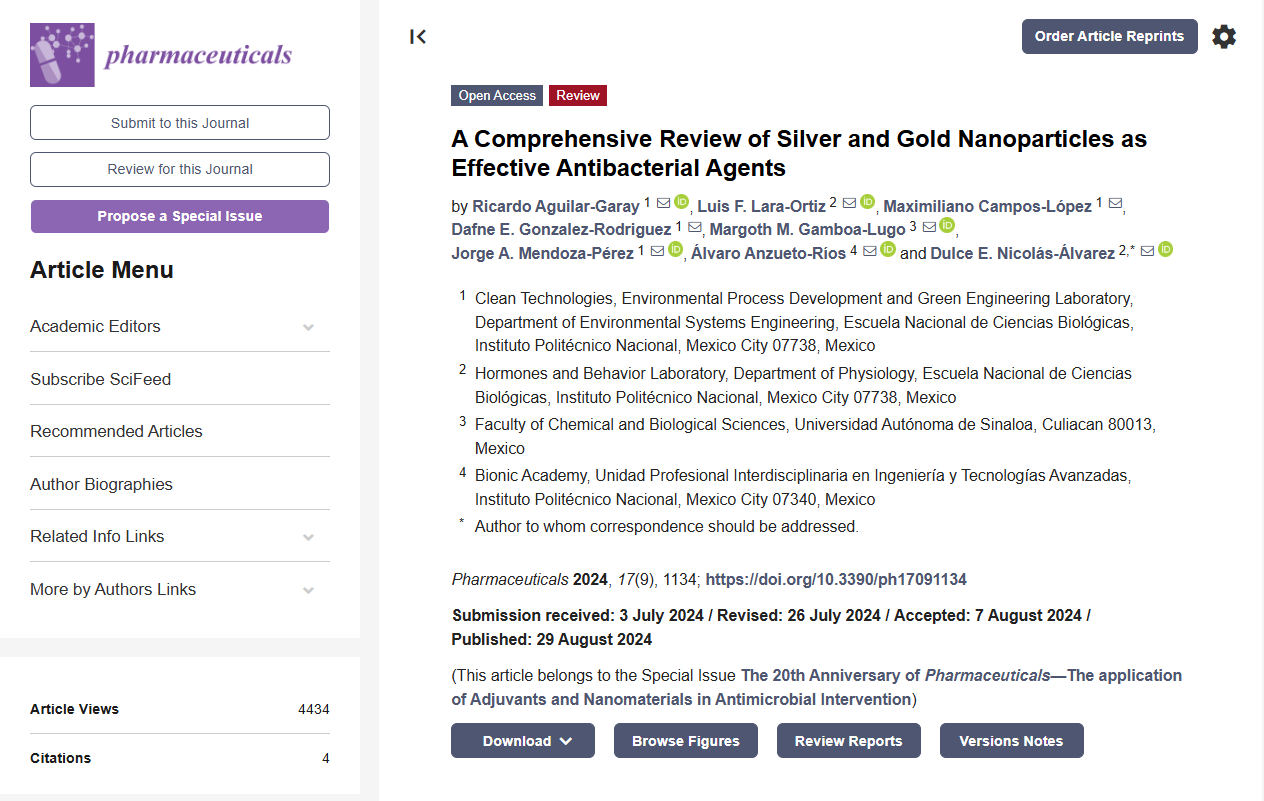 pharmaceuticals
Submit to this Journal
Review for this Journal
Propose a Special Issue
Article Menu
Academic Editors
Subscribe SciFeed
Recommended Articles
Author Biographies
Related Info Links
More by Authors Links
Article Views 4434
Citations 4
Order Article Reprints
Open Access Review
A Comprehensive Review of Silver and Gold Nanoparticles as
Effective Antibacterial Agents
by Ricardo Aguilar-Garay 1 iD, Luis F. Lara-Ortiz 2 iD, Maximiliano Campos-López 1,
Dafne E. Gonzalez-Rodriguez 1, Margoth M. Gamboa-Lugo 3 iD,
Jorge A. Mendoza-Pérez 1 iD, Álvaro Anzueto-Ríos 4 iD and Dulce E. Nicolás-Álvarez 2,* iD
1 Clean Technologies, Environmental Process Development and Green Engineering Laboratory,
Department of Environmental Systems Engineering, Escuela Nacional de Ciencias Biológicas,
Instituto Politécnico Nacional, Mexico City 07738, Mexico
2 Hormones and Behavior Laboratory, Department of Physiology, Escuela Nacional de Ciencias
Biológicas, Instituto Politécnico Nacional, Mexico City 07738, Mexico
3 Faculty of Chemical and Biological Sciences, Universidad Autónoma de Sinaloa, Culiacan 80013,
Mexico
4 Bionic Academy, Unidad Profesional Interdisciplinaria en Ingeniería y Tecnologías Avanzadas,
Instituto Politécnico Nacional, Mexico City 07340, Mexico
* Author to whom correspondence should be addressed.
Pharmaceuticals 2024, 17(9), 1134; https://doi.org/10.3390/ph17091134
Submission received: 3 July 2024 / Revised: 26 July 2024 / Accepted: 7 August 2024 /
Published: 29 August 2024
(This article belongs to the Special Issue The 20th Anniversary of Pharmaceuticals—The application
of Adjuvants and Nanomaterials in Antimicrobial Intervention)
Download Browse Figures Review Reports Versions Notes